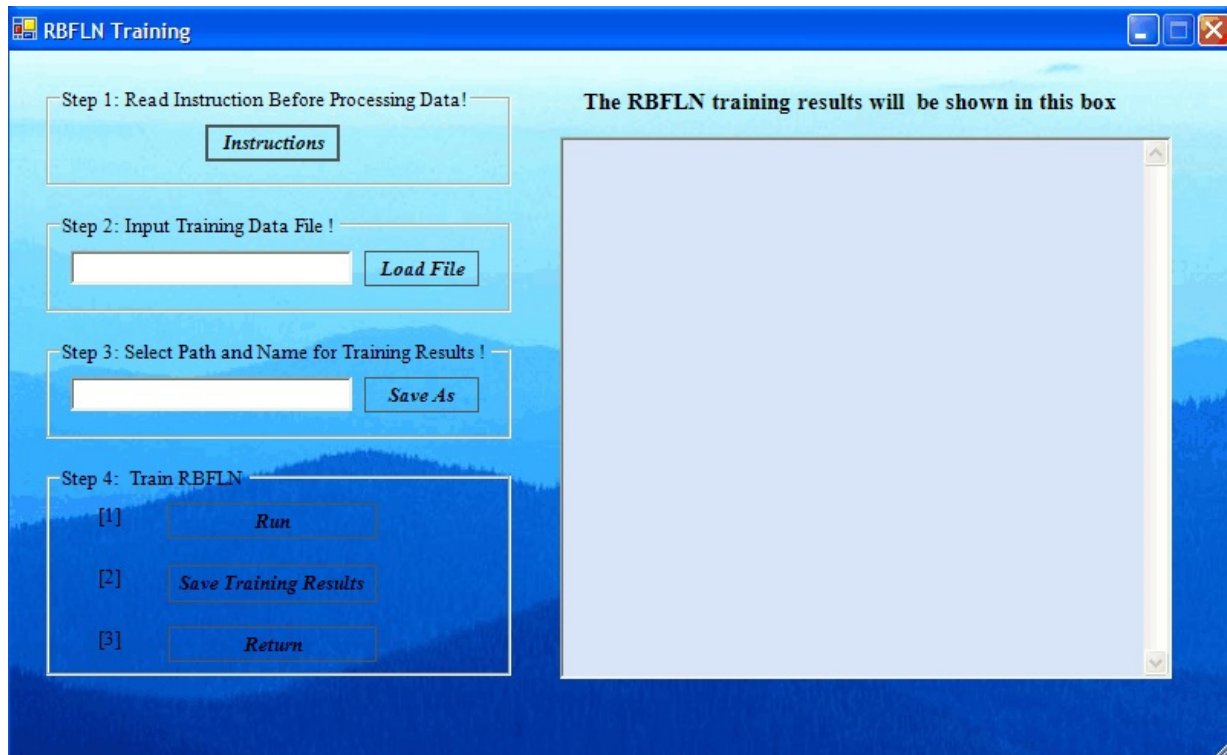 RBFLN Training
Step 1: Read Instruction Before Processing Data!
Instructions
Step 2: Input Training Data File !
Load File
Step 3: Select Path and Name for Training Results !
Save As
Step 4:  Train RBFLN
[1] Run
[2] Save Training Results
[3] Return
The RBFLN training results will  be shown in this box